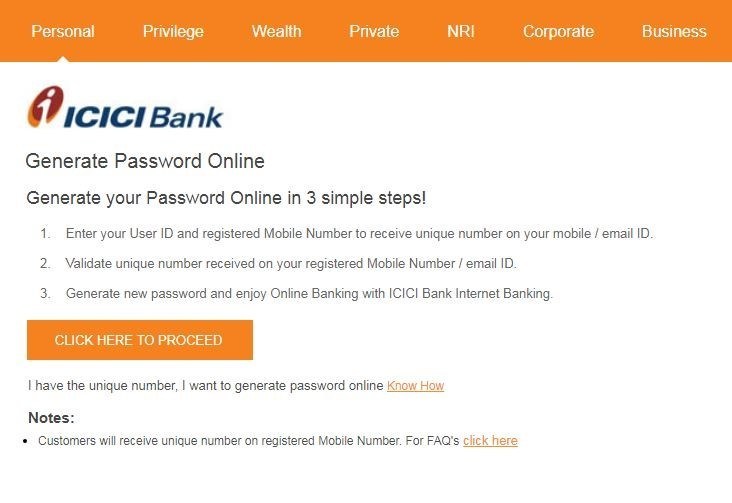 Personal Privilege Wealth Private NRI Corporate Business
i ICICI Bank
Generate Password Online
Generate your Password Online in 3 simple steps!
1. Enter your User ID and registered Mobile Number to receive unique number on your mobile / email ID.
2. Validate unique number received on your registered Mobile Number / email ID.
3. Generate new password and enjoy Online Banking with ICICI Bank Internet Banking.
CLICK HERE TO PROCEED
I have the unique number, I want to generate password online Know How
Notes:
• Customers will receive unique number on registered Mobile Number. For FAQ's click here